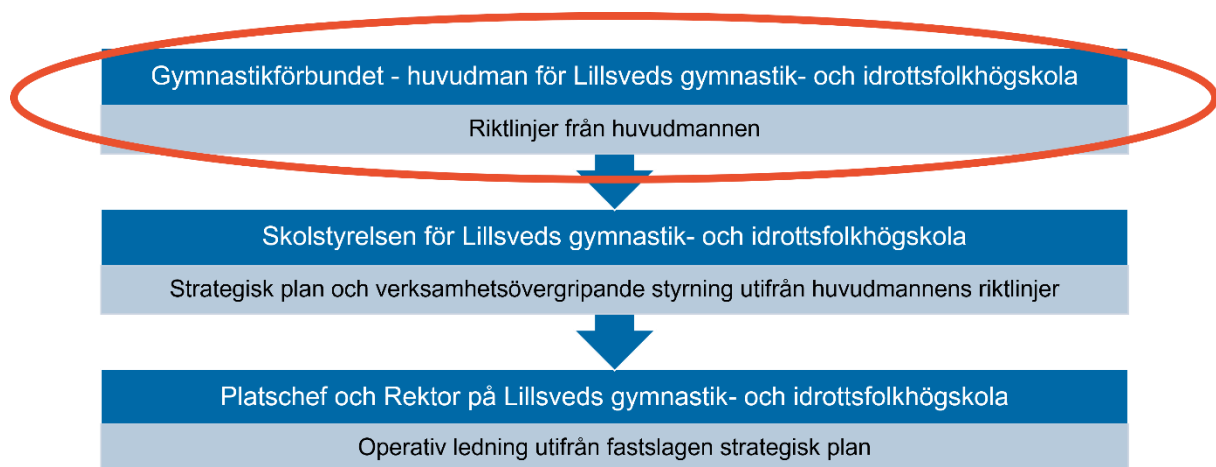 Gymnastikförbundet - huvudman för Lillsveds gymnastik- och idrottsfolkhögskola
Riktlinjer från huvudmannen
Skolstyrelsen för Lillsveds gymnastik- och idrottsfolkhögskola
Strategisk plan och verksamhetsövergripande styrning utifrån huvudmannens riktlinjer
Platschef och Rektor på Lillsveds gymnastik- och idrottsfolkhögskola
Operativ ledning utifrån fastslagen strategisk plan